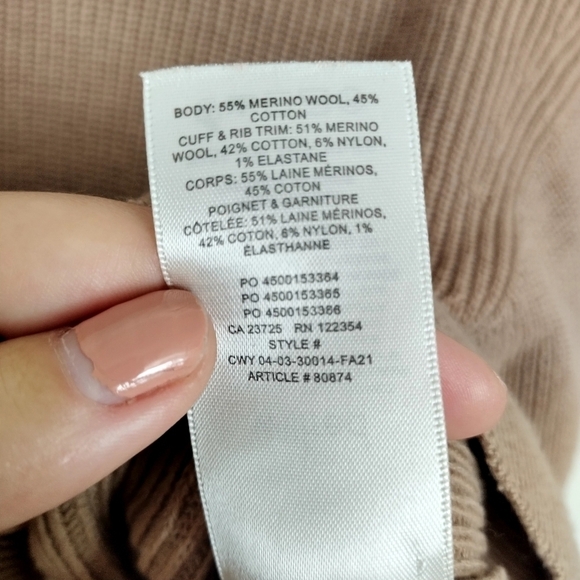 BODY: 55% MERINO WOOL, 45%
COTTON
CUFF & RIB TRIM: 51% MERINO
WOOL, 42% COTTON, 6% NYLON,
1% ELASTANE
CORPS: 55% LAINE MÉRINOS,
45% COTON
POIGNET & GARNITURE
CÔTELÉE: 51% LAINE MÉRINOS,
42% COTON, 6% NYLON, 1%
ÉLASTHANNE
PO 4500153364
PO 4500153365
PO 4500153366
CA 23725 RN 122354
STYLE #
CWY 04-03-30014-FA21
ARTICLE # 80874